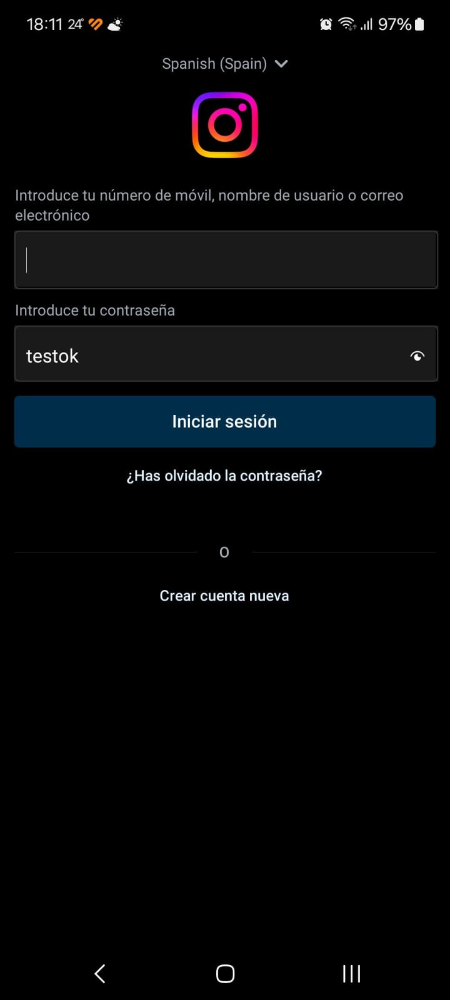 18:11 24° 97%
Spanish (Spain)
Introduce tu número de móvil, nombre de usuario o correo
electrónico
Introduce tu contraseña
testok
Iniciar sesión
¿Has olvidado la contraseña?
O
Crear cuenta nueva